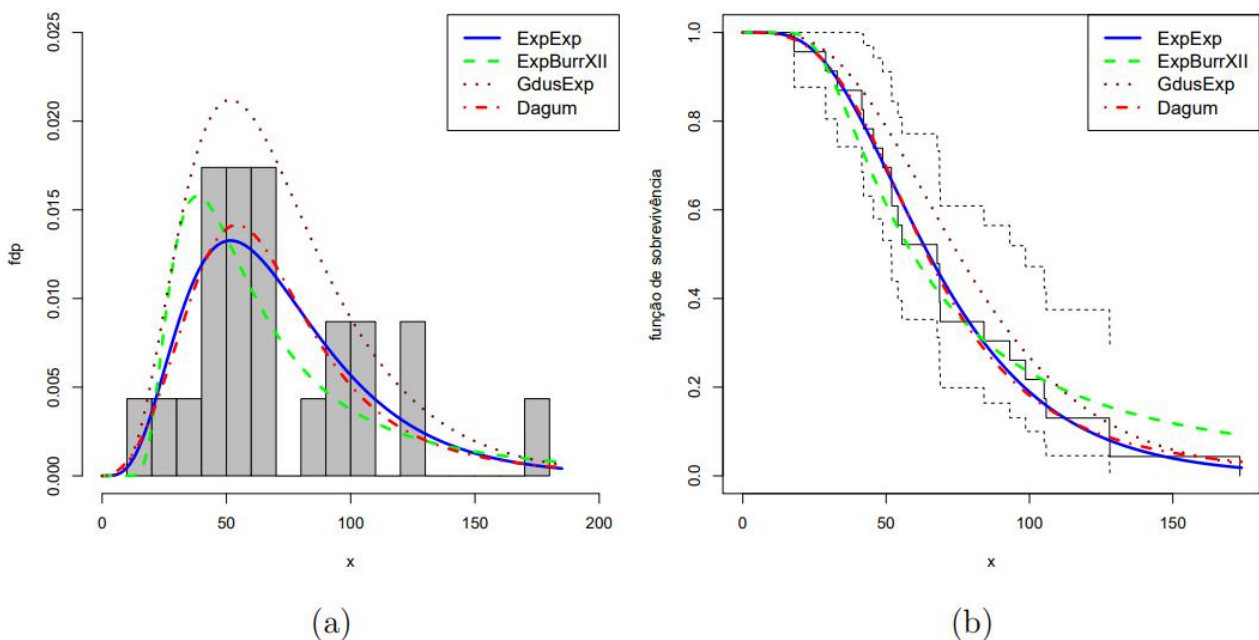 0.025
0.020
0.015
0.010
0.005
0.000
fdp
ExpExp
ExpBurrXII
GdusExp
Dagum
0
50
100
150
200
x
(a)
1.0
0.8
0.6
0.4
0.2
0.0
função de sobrevivência
ExpExp
ExpBurrXII
GdusExp
Dagum
0
50
100
150
x
(b)